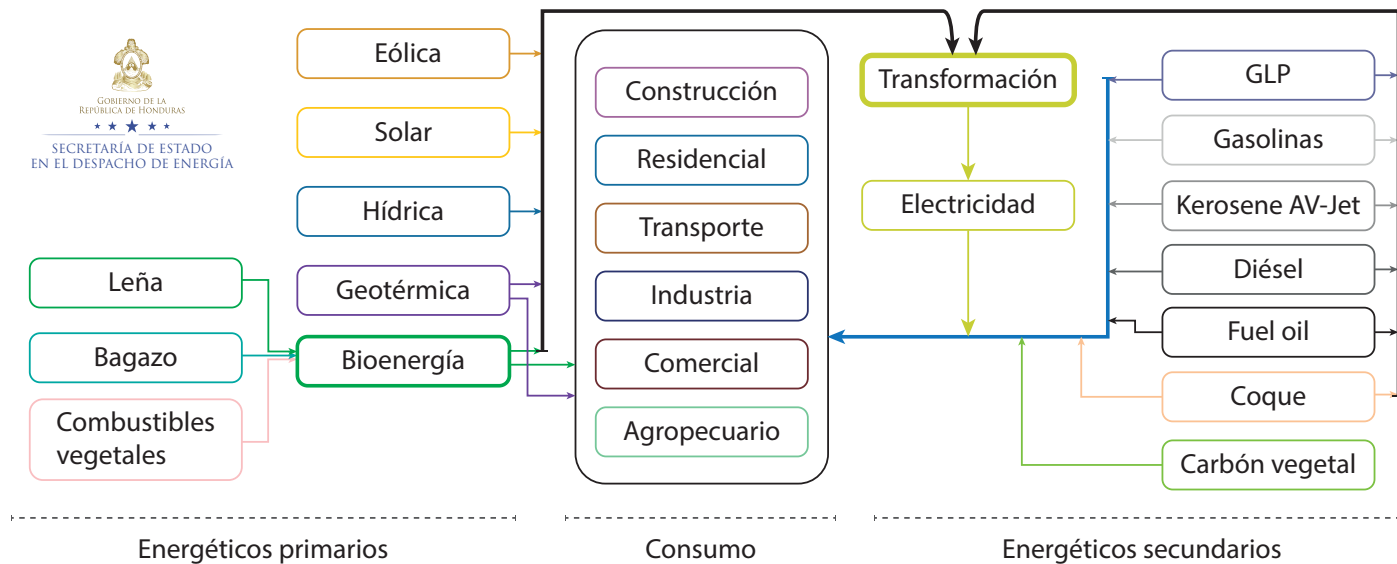 GOBIERNO DE LA
REPÚBLICA DE HONDURAS
SECRETARÍA DE ESTADO
EN EL DESPACHO DE ENERGÍA
Eólica
Solar
Hídrica
Geotérmica
Leña
Bagazo
Bioenergía
Combustibles
vegetales
Construcción
Residencial
Transporte
Industria
Comercial
Agropecuario
Transformación
Electricidad
GLP
Gasolinas
Kerosene AV-Jet
Diésel
Fuel oil
Coque
Carbón vegetal
Energéticos primarios
Consumo
Energéticos secundarios